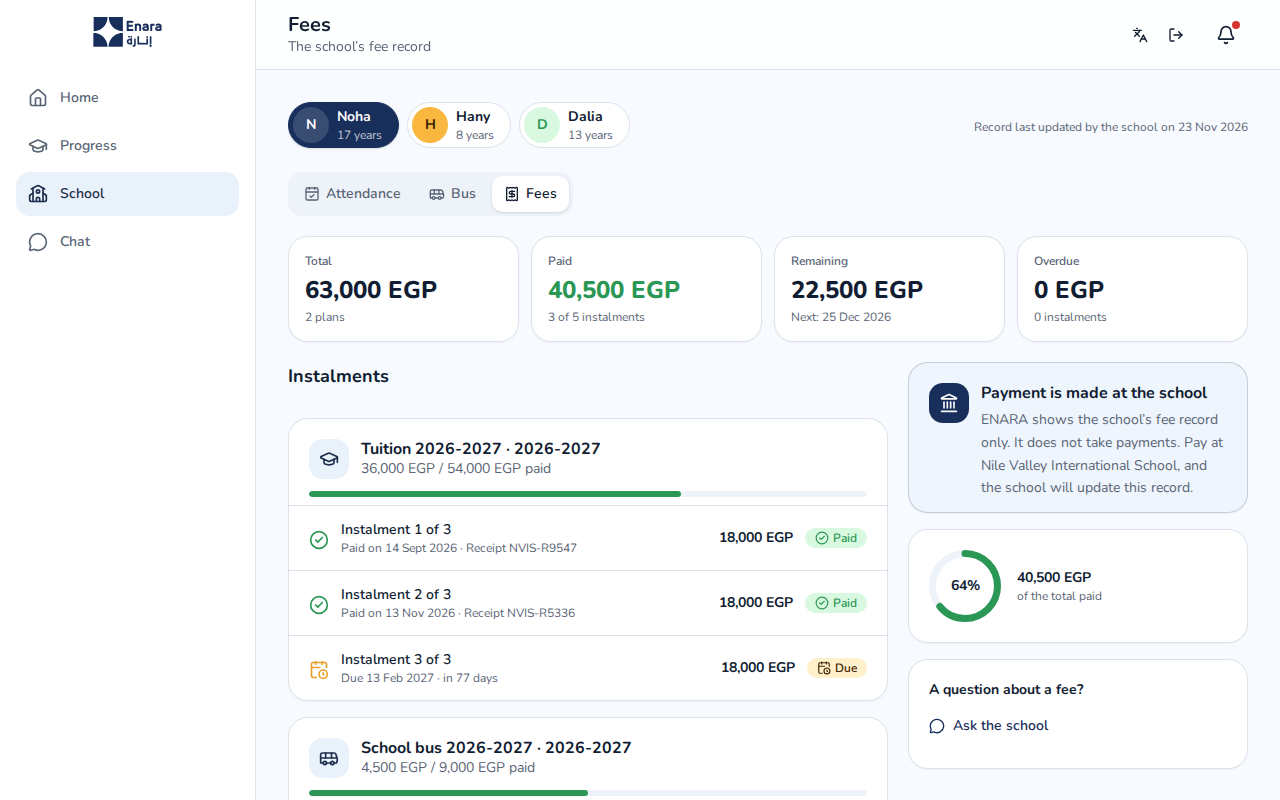 Enara
إنارة
Home
Progress
School
Chat
Fees
The school's fee record
N
Noha
17 years
H
Hany
8 years
D
Dalia
13 years
Record last updated by the school on 23 Nov 2026
Attendance
Bus
Fees
Total
63,000 EGP
2 plans
Paid
40,500 EGP
3 of 5 instalments
Remaining
22,500 EGP
Next: 25 Dec 2026
Overdue
0 EGP
0 instalments
Instalments
Tuition 2026-2027 · 2026-2027
36,000 EGP / 54,000 EGP paid
Instalment 1 of 3
Paid on 14 Sept 2026 · Receipt NVIS-R9547
18,000 EGP
Paid
Instalment 2 of 3
Paid on 13 Nov 2026 · Receipt NVIS-R5336
18,000 EGP
Paid
Instalment 3 of 3
Due 13 Feb 2027 · in 77 days
18,000 EGP
Due
School bus 2026-2027 · 2026-2027
4,500 EGP / 9,000 EGP paid
Payment is made at the school
ENARA shows the school's fee record
only. It does not take payments. Pay at
Nile Valley International School, and
the school will update this record.
64%
40,500 EGP
of the total paid
A question about a fee?
Ask the school